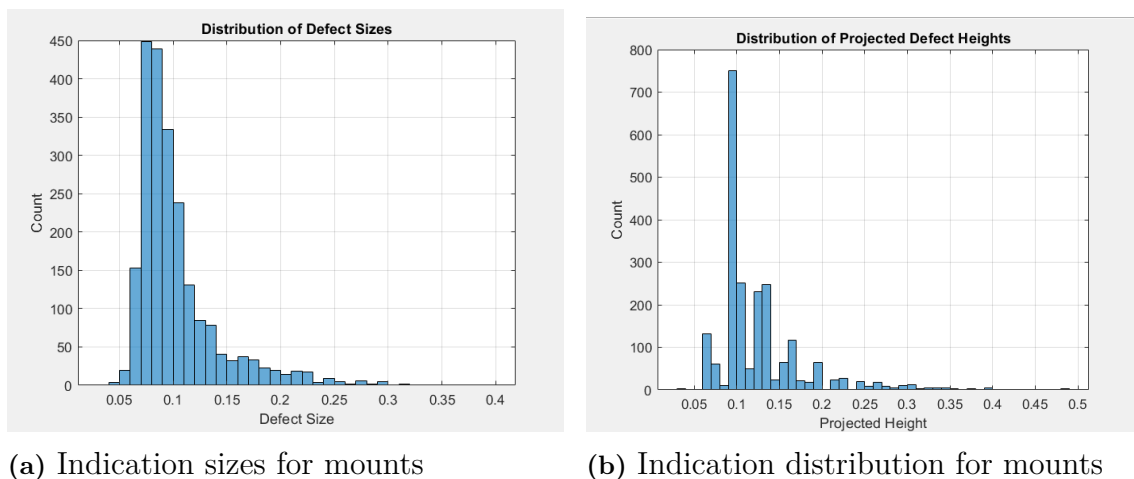 Distribution of Defect Sizes
450
400
350
300
250
200
150
100
50
0
Count
0.05 0.1 0.15 0.2 0.25 0.3 0.35 0.4
Defect Size
(a) Indication sizes for mounts
Distribution of Projected Defect Heights
800
700
600
500
400
300
200
100
0
Count
0.05 0.1 0.15 0.2 0.25 0.3 0.35 0.4 0.45 0.5
Projected Height
(b) Indication distribution for mounts